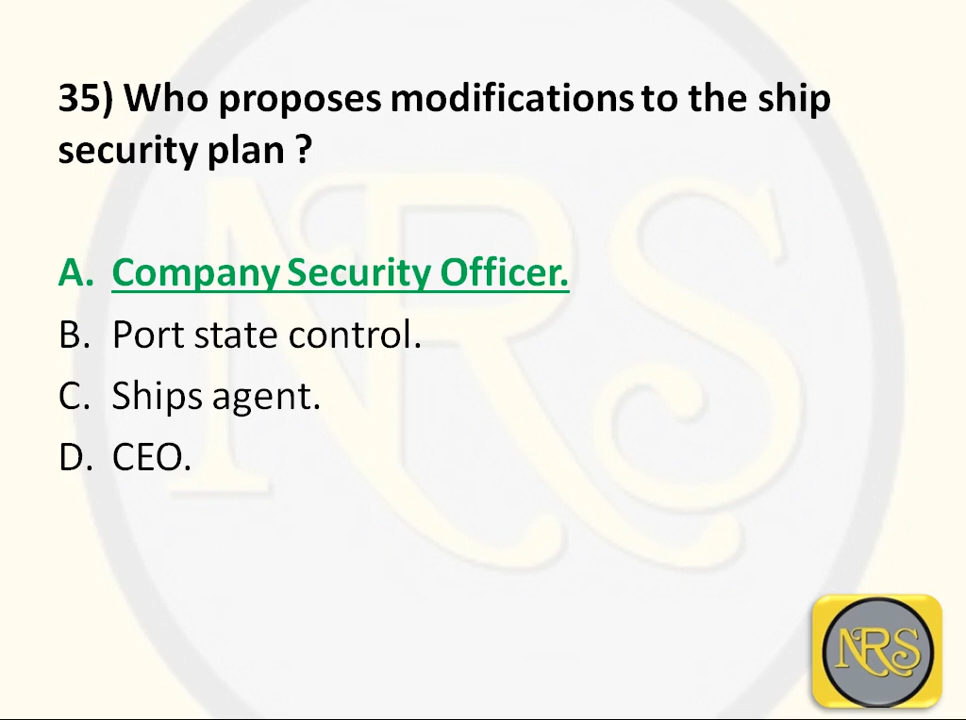 35) Who proposes modifications to the ship
security plan ?
A. Company Security Officer.
B. Port state control.
C. Ships agent.
D. CEO.
NRS
NRS